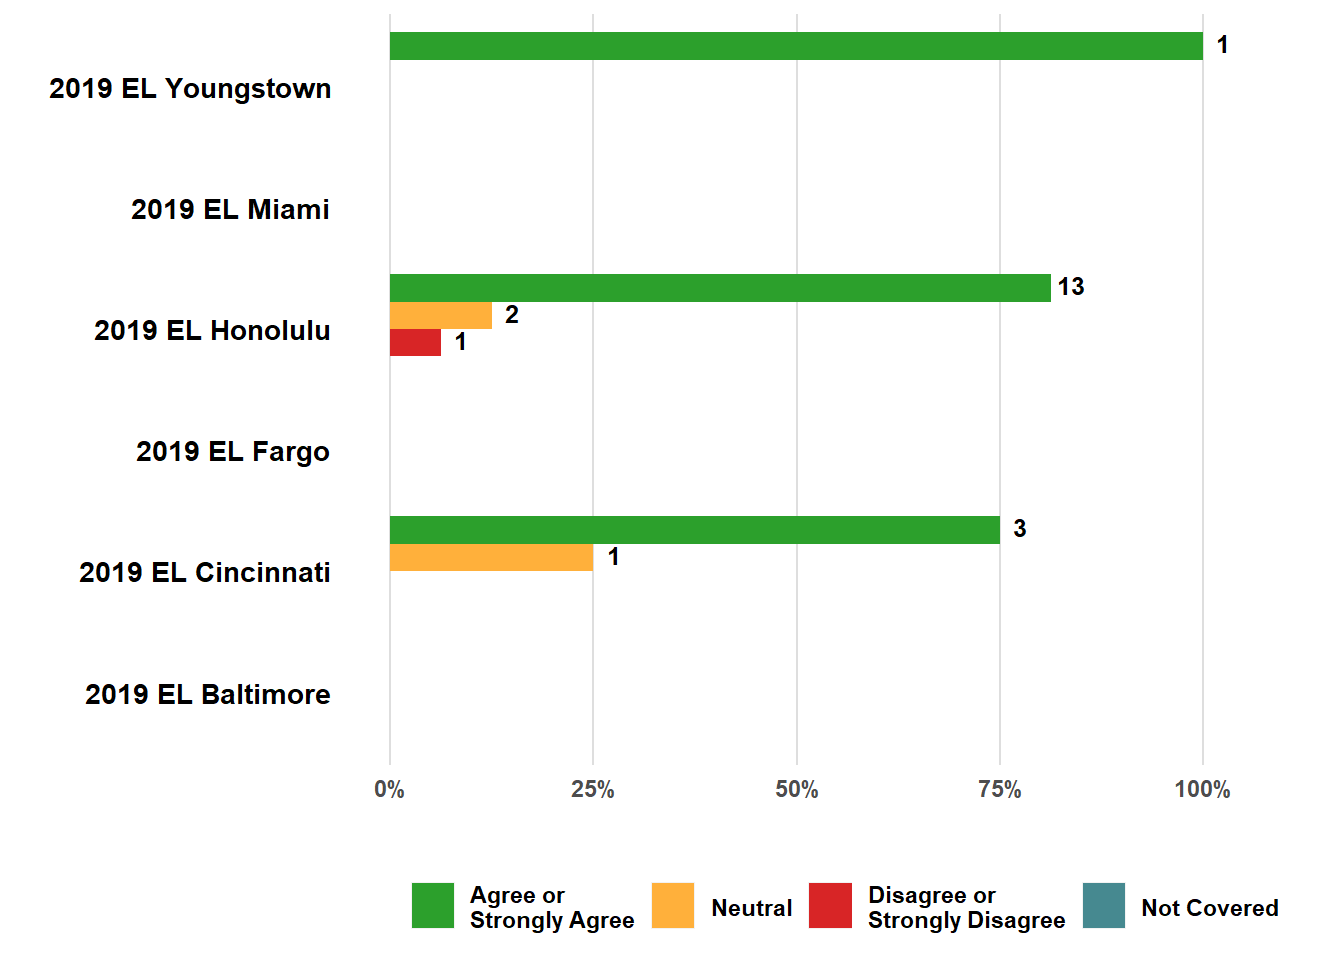 1
2019 EL Youngstown
2019 EL Miami
13
2
2019 EL Honolulu
1
2019 EL Fargo
3
1
2019 EL Cincinnati
2019 EL Baltimore
0% 25% 50% 75% 100%
Agree or
Strongly Agree
Neutral
Disagree or
Strongly Disagree
Not Covered